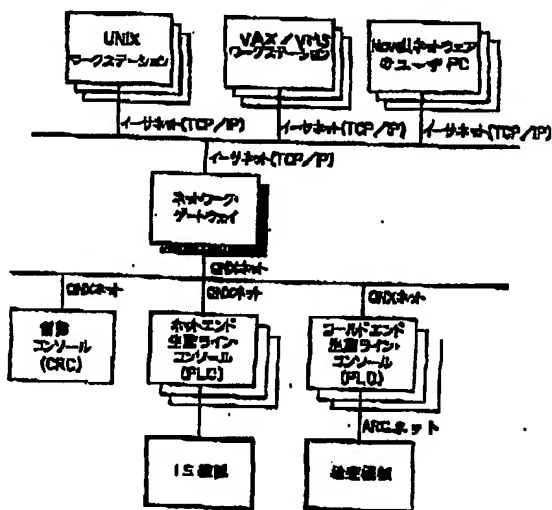 UNIX
ワークステーション
VAX/VMS
ワークステーション
Novellネットウェア
のユーザPC
イーサネット(TCP/IP)
イーサネット(TCP/IP)
イーサネット(TCP/IP)
イーサネット(TCP/IP)
ネットワーク・
ゲートウェイ
QNXネット
QNXネット
QNXネット
QNXネット
制御
コンソール
(CRC)
ホットエンド
生産ライン・
コンソール
(PLC)
コールドエンド
生産ライン・
コンソール
(PLC)
ARCネット
IS機械
検査機械